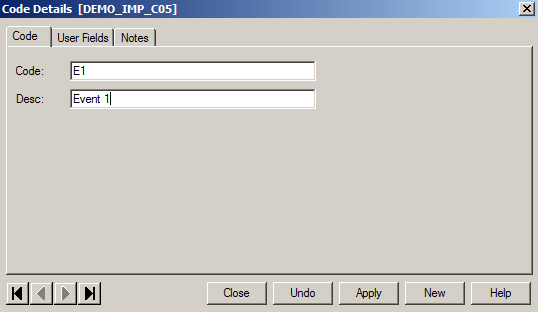 Code Details [DEMO_IMP_C05]
Code User Fields Notes
Code: E1
Desc: Event 1
Close Undo Apply New Help